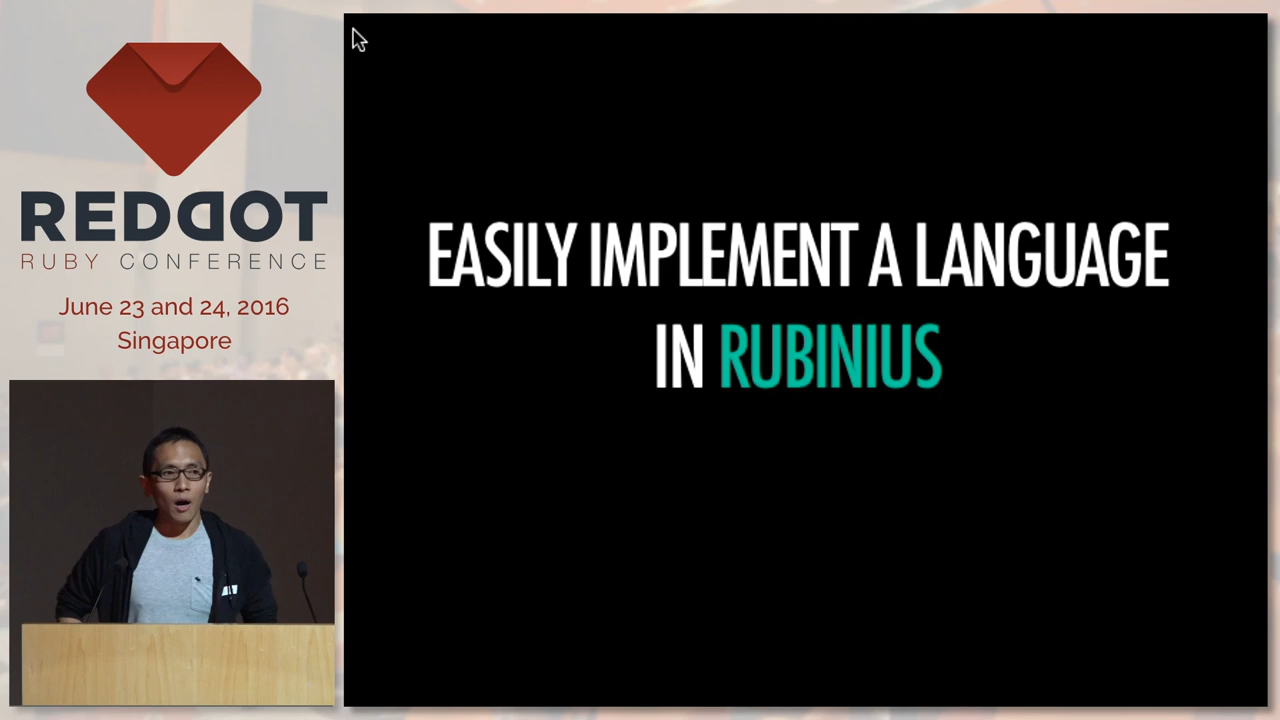 REDDOT
RUBY CONFERENCE
June 23 and 24, 2016
Singapore
EASILY IMPLEMENT A LANGUAGE
IN RUBINIUS